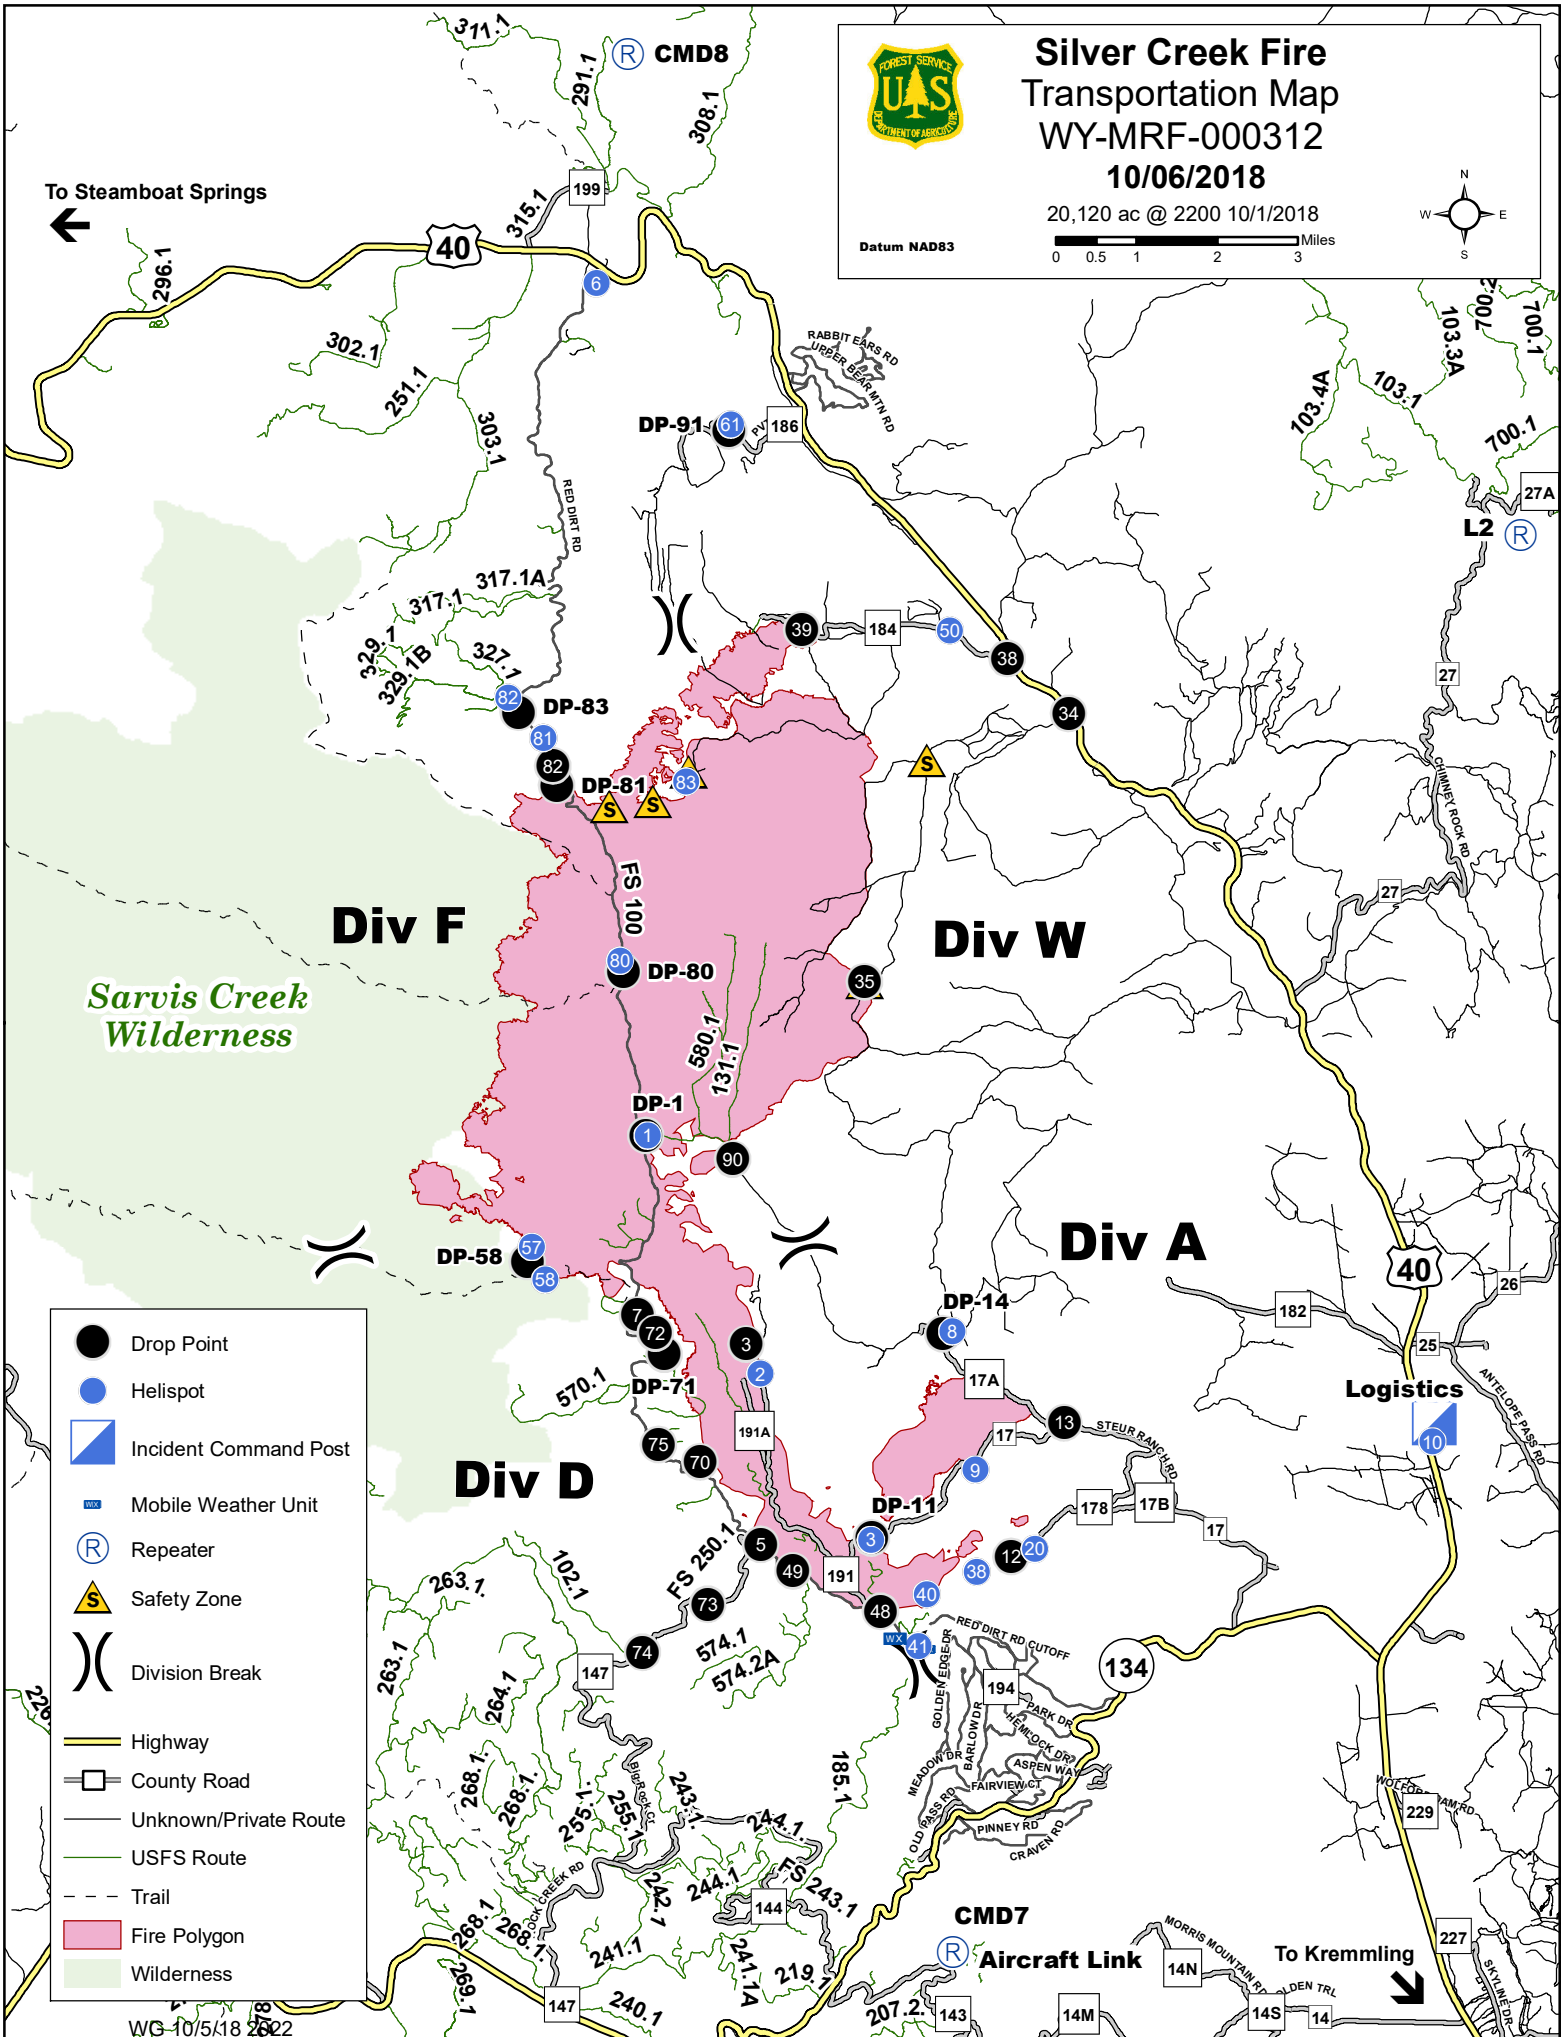 Silver Creek Fire
Transportation Map
WY-MRF-000312
10/06/2018
20,120 ac @ 2200 10/1/2018
Datum NAD83
Miles
0 0.5 1 2 3
N
W E
S
FOREST SERVICE
U S
DEPARTMENT OF AGRICULTURE
311.1
291.1
CMD8
R
308.1
To Steamboat Springs
199
315.1
40
296.1
6
302.1
251.1
303.1
RABBIT EARS RD
UPPER BEAR MTN RD
DP-91
61
PVT
186
RED DIRT RD
103.3A
700.2
700.1
103.1
103.4A
700.1
27A
L2
R
317.1A
317.1
329.1
329.1B
327.1
39
184
50
38
27
82
DP-83
34
81
82
DP-81
83
S
S
S
CHIMNEY ROCK RD
FS 100
27
Div F
Div W
80
DP-80
35
Sarvis Creek
Wilderness
580.1
131.1
DP-1
1
90
Div A
DP-58
57
58
40
26
182
25
DP-14
8
7
72
3
2
DP-71
570.1
17A
Logistics
10
ANTELOPE PASS RD
191A
13
17
STEUR RANCH RD
75
70
9
Div D
DP-11
3
178
17B
17
5
12
20
FS 250.1
49
191
38
40
48
73
102.1
263.1
WX
41
RED DIRT RD CUTOFF
74
574.1
574.2A
147
263.1
264.1
GOLDEN EDGE DR
194
134
PARK DR
HEMLOCK DR
BARLOW DR
MEADOW DR
ASPEN WAY
FAIRVIEW CT
OLD PASS RD
PINNEY RD
CRAVEN RD
185.1
268.1
268.1
255.1
255.1
Big Rock Cr
243.1
244.1
229
244.1
FS 243.1
242.1
144
268.1
268.1
241.1
241.1A
219.1
269.1
147
240.1
207.2
CMD7
R
Aircraft Link
143
MORRIS MOUNTAIN RD
14N
14M
14S
14
To Kremmling
227
SKYLINE DR
Drop Point
Helispot
Incident Command Post
WX
Mobile Weather Unit
R
Repeater
S
Safety Zone
Division Break
Highway
County Road
Unknown/Private Route
USFS Route
Trail
Fire Polygon
Wilderness
WG 10/5/18 2022